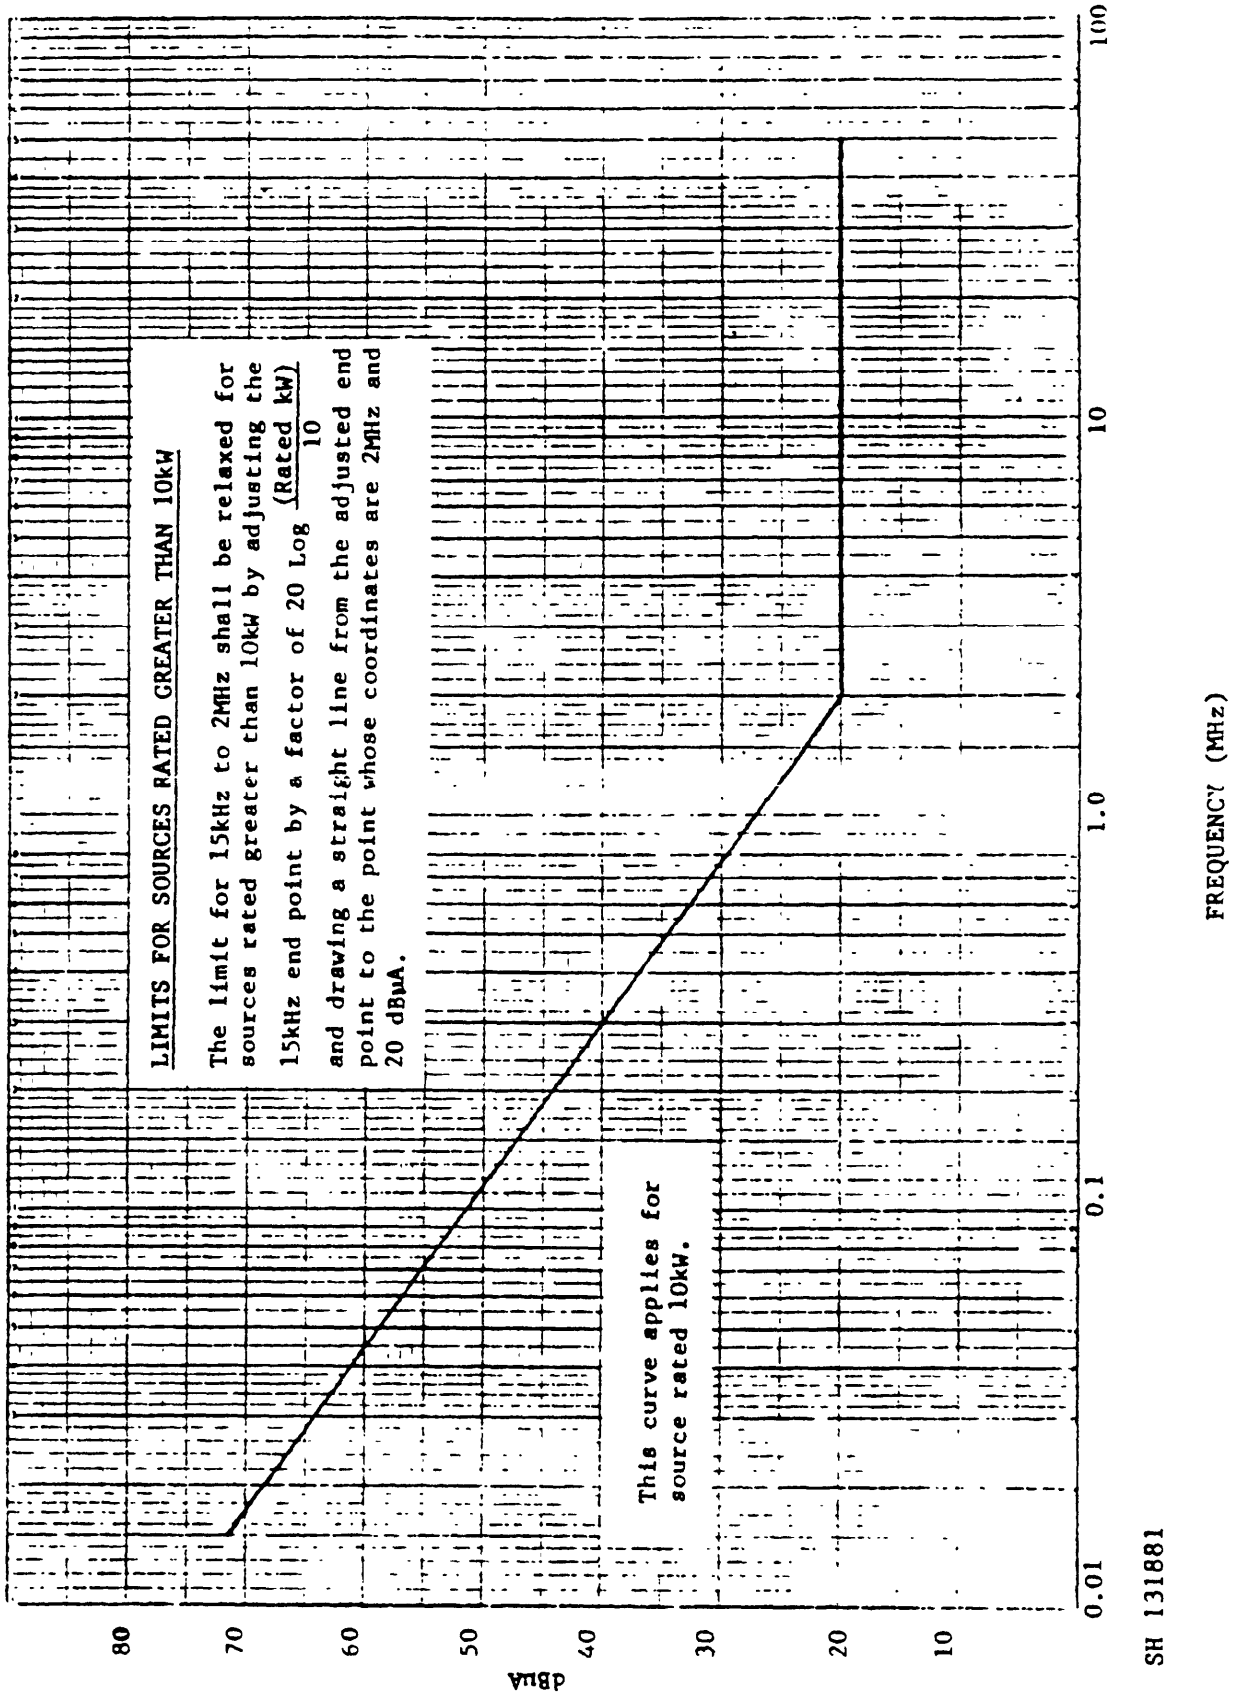 LIMITS FOR SOURCES RATED GREATER THAN 10kW
The limit for 15kHz to 2MHz shall be relaxed for
sources rated greater than 10kW by adjusting the
15kHz end point by a factor of 20 Log (Rated kW)
10
and drawing a straight line from the adjusted end
point to the point whose coordinates are 2MHz and
20 dBµA.
This curve applies for
source rated 10kW.
dBµA
80
70
60
50
40
30
20
10
0.01
0.1
1.0
10
100
FREQUENCY (MHz)
SH 131881